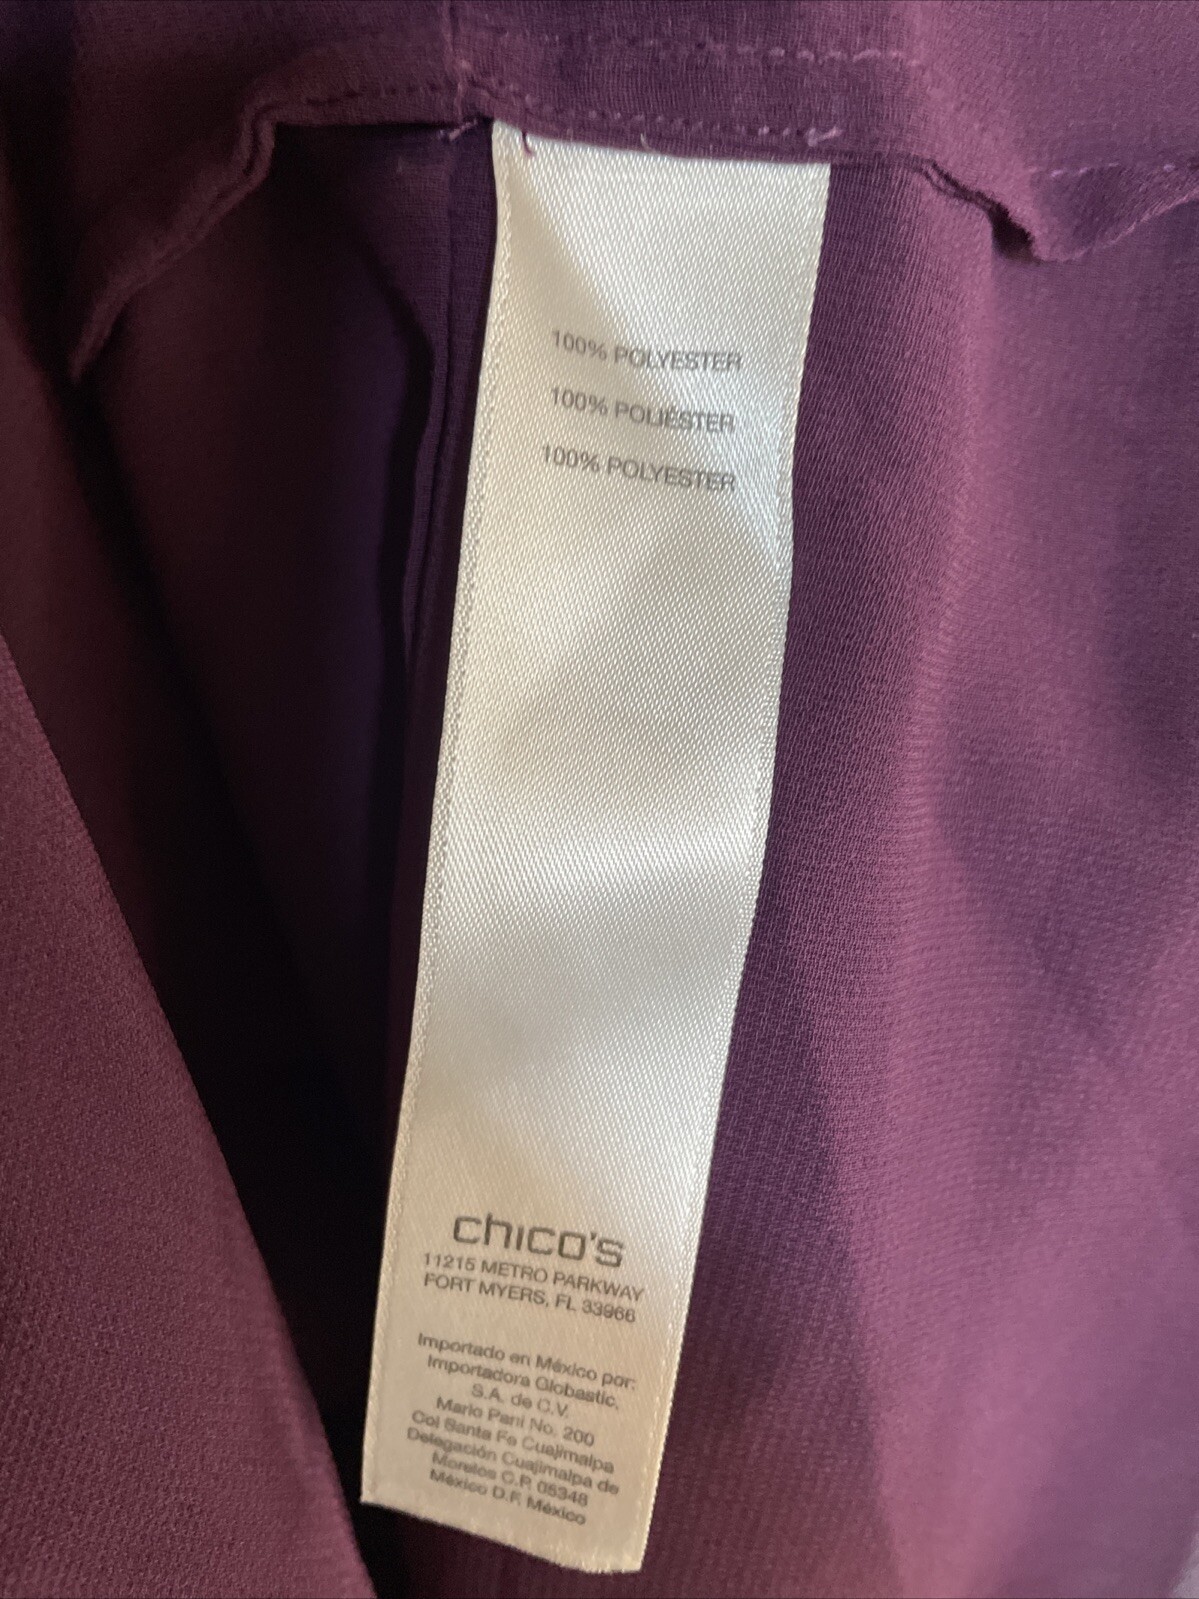 100% POLYESTER
100% POLIÉSTER
100% POLYESTER
chico's
11215 METRO PARKWAY
FORT MYERS, FL 33966
Importado en México por:
Importadora Globastic,
S.A. de C.V.
Mario Pani No. 200
Col Santa Fe Cuajimalpa
Delegación Cuajimalpa de
Morelos C.P. 05348
México D.F. México